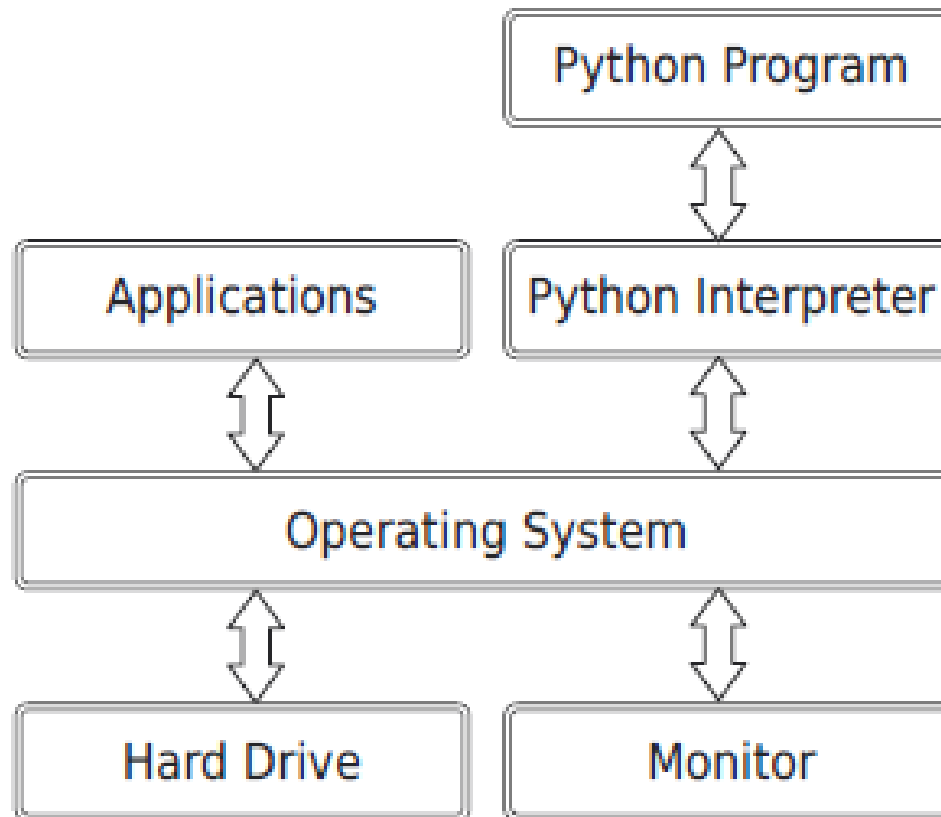 Python Program
Applications
Python Interpreter
Operating System
Hard Drive
Monitor